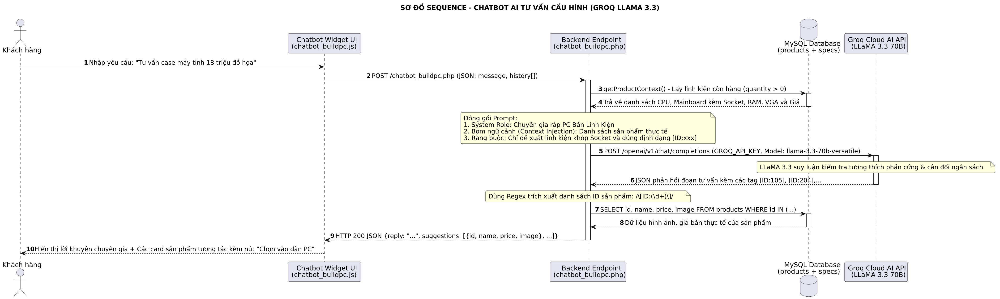 SƠ ĐỒ SEQUENCE - CHATBOT AI TƯ VẤN CẤU HÌNH (GROQ LLAMA 3.3)
Khách hàng
Chatbot Widget UI
(chatbot_buildpc.js)
Backend Endpoint
(chatbot_buildpc.php)
MySQL Database
(products + specs)
Groq Cloud AI API
(LLaMA 3.3 70B)
1 Nhập yêu cầu: "Tư vấn case máy tính 18 triệu đồ họa"
2 POST /chatbot_buildpc.php (JSON: message, history[])
3 getProductContext() - Lấy linh kiện còn hàng (quantity > 0)
4 Trả về danh sách CPU, Mainboard kèm Socket, RAM, VGA và Giá
Đóng gói Prompt:
1. System Role: Chuyên gia ráp PC Bán Linh Kiện
2. Bơm ngữ cảnh (Context Injection): Danh sách sản phẩm thực tế
3. Ràng buộc: Chỉ đề xuất linh kiện khớp Socket và đúng định dạng [ID:xxx]
5 POST /openai/v1/chat/completions (GROQ_API_KEY, Model: llama-3.3-70b-versatile)
LLaMA 3.3 suy luận kiểm tra tương thích phần cứng & cân đối ngân sách
6 JSON phản hồi đoạn tư vấn kèm các tag [ID:105], [ID:204],...
Dùng Regex trích xuất danh sách ID sản phẩm: /\[ID:(\d+)\]/
7 SELECT id, name, price, image FROM products WHERE id IN (...)
8 Dữ liệu hình ảnh, giá bán thực tế của sản phẩm
9 HTTP 200 JSON {reply: "...", suggestions: [{id, name, price, image}, ...]}
10 Hiển thị lời khuyên chuyên gia + Các card sản phẩm tương tác kèm nút "Chọn vào dàn PC"
Khách hàng
Chatbot Widget UI
(chatbot_buildpc.js)
Backend Endpoint
(chatbot_buildpc.php)
MySQL Database
(products + specs)
Groq Cloud AI API
(LLaMA 3.3 70B)